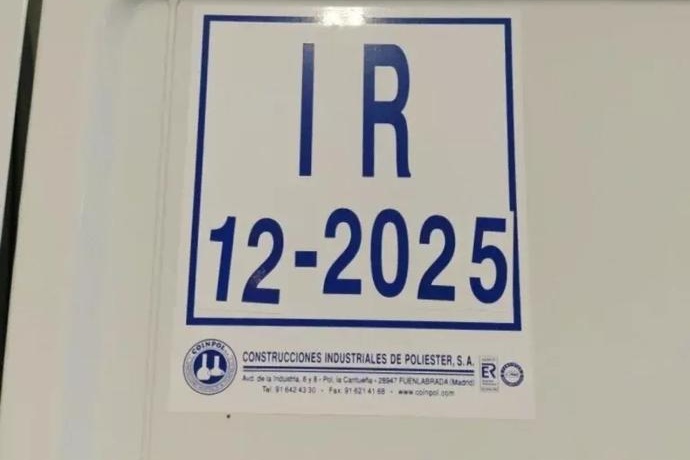 I R
12-2025
COINPOL
CONSTRUCCIONES INDUSTRIALES DE POLIESTER, S.A.
Avd. de la Industria, 6 y 8 - Pol. la Cantueña - 28947 FUENLABRADA (Madrid)
Tel. 91 642 43 30 - Fax: 91 621 41 68 - www.coinpol.com
ER